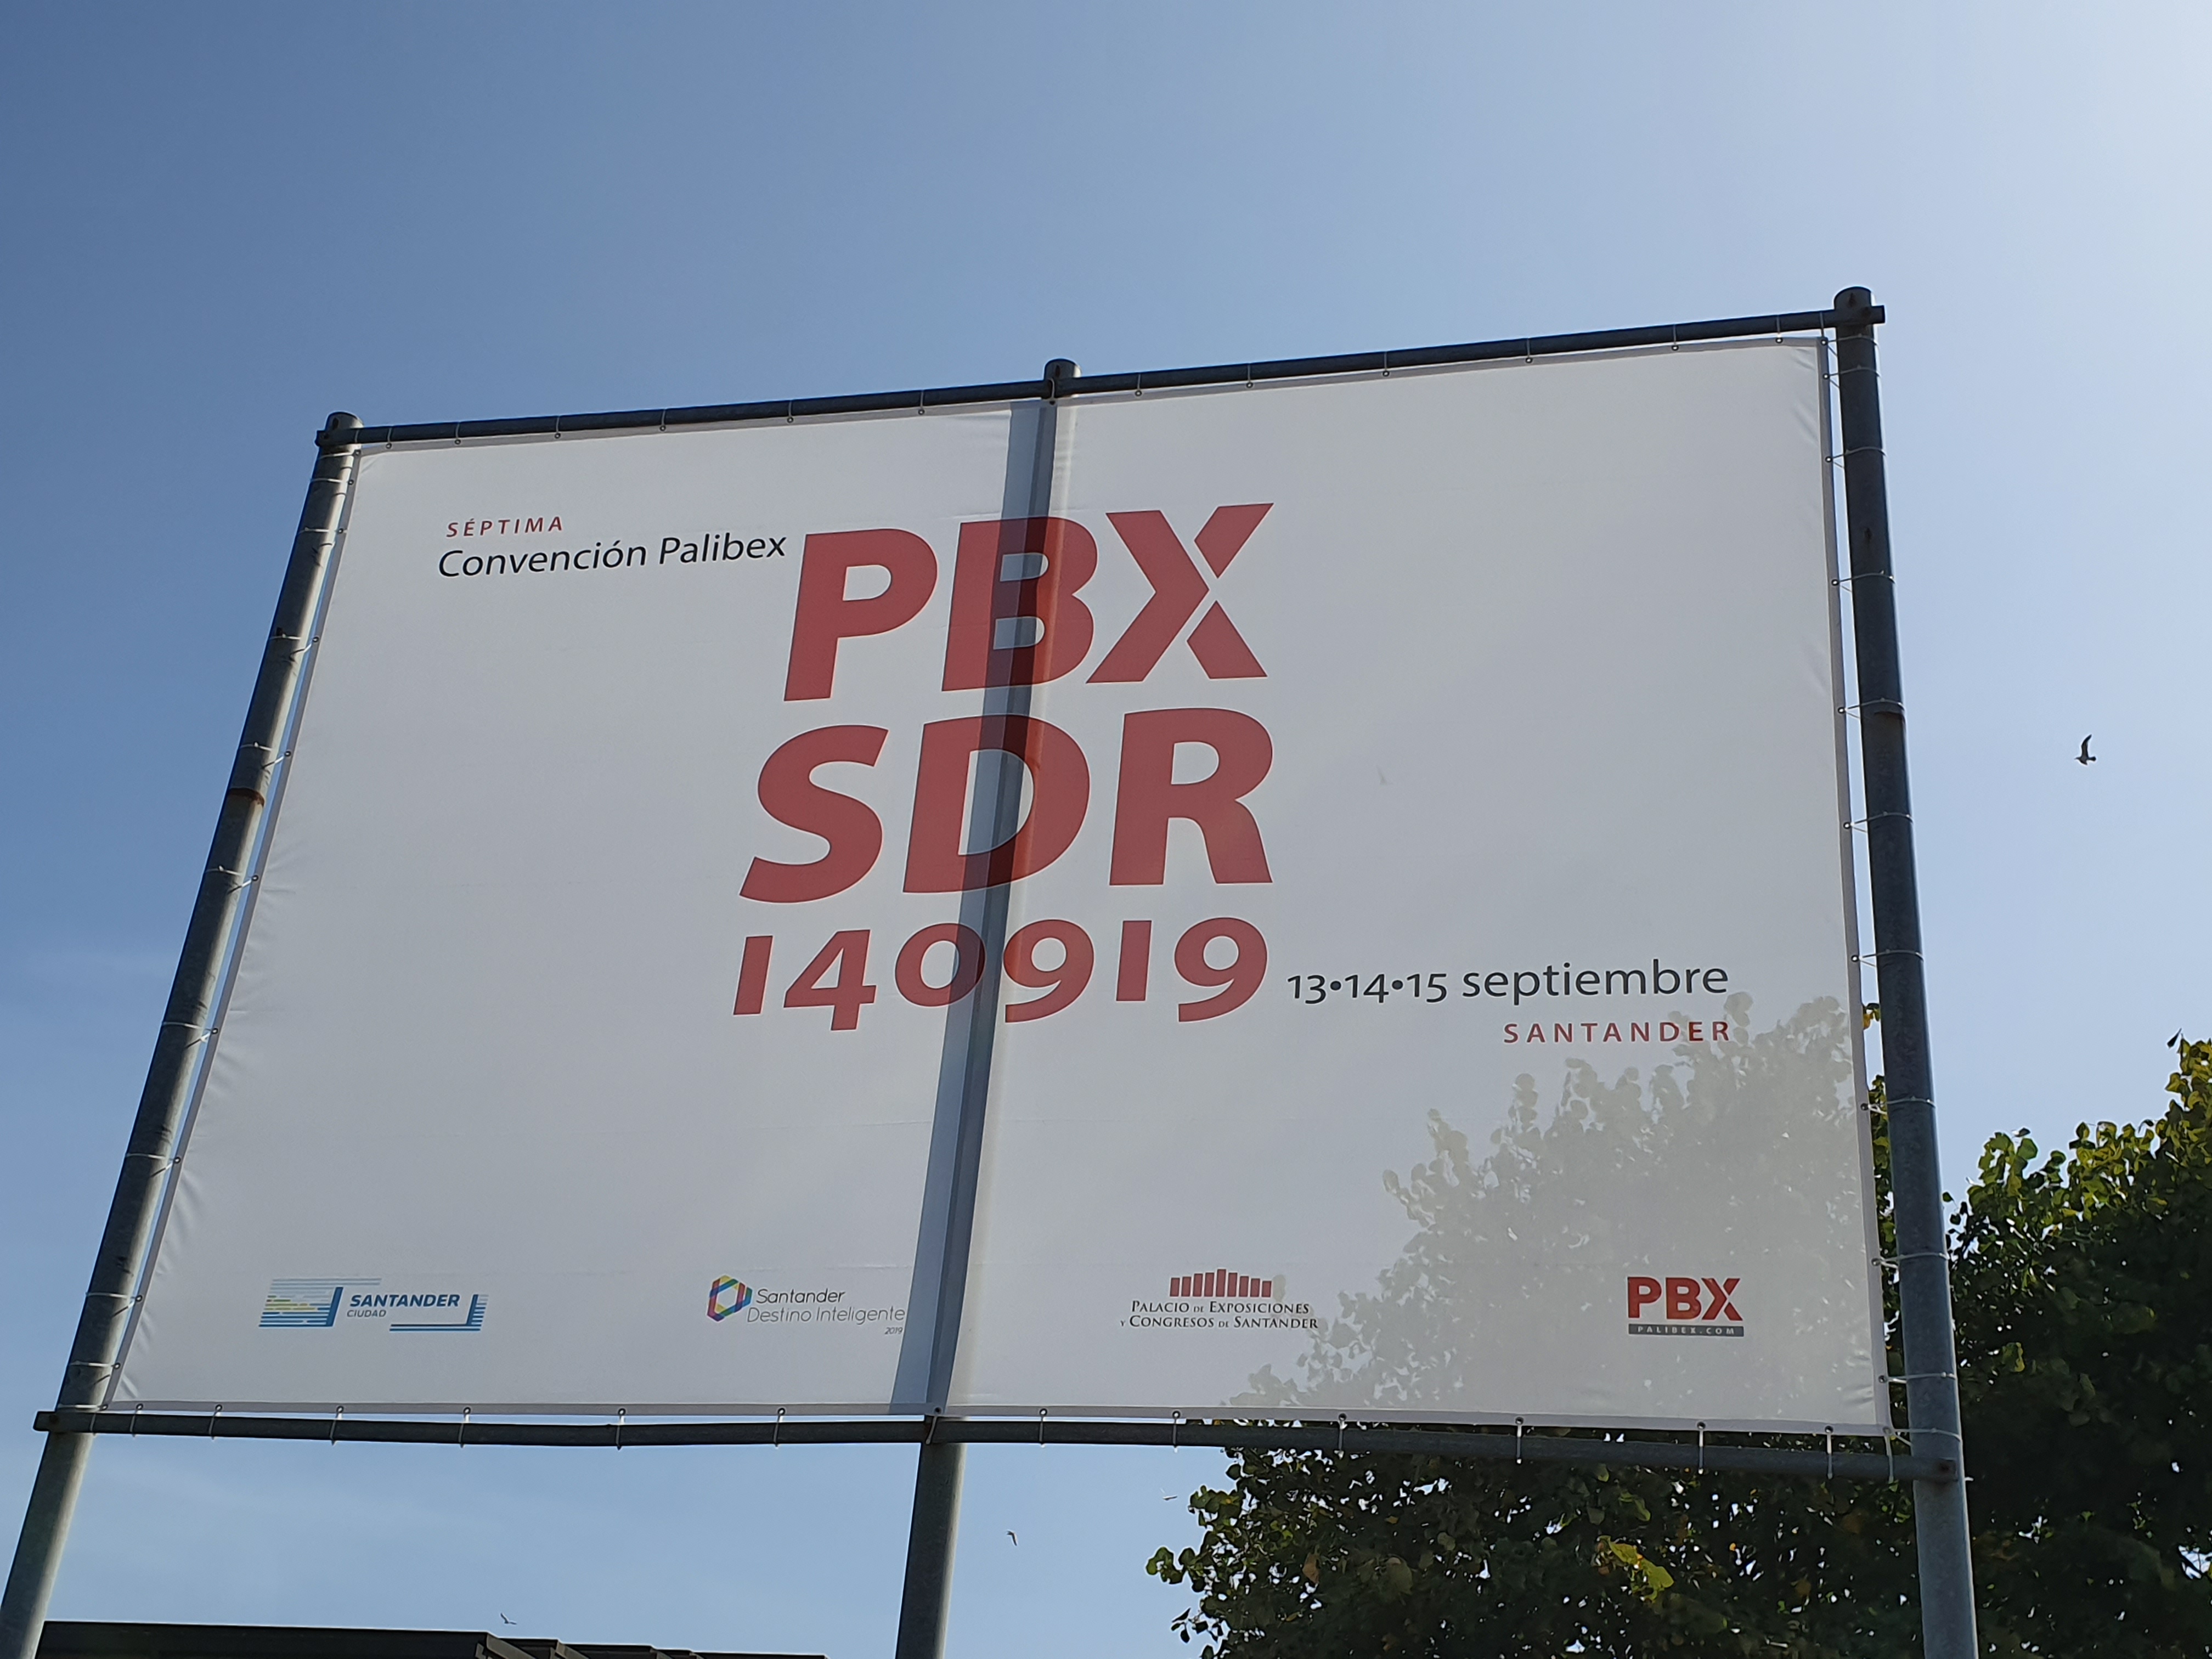 SÉPTIMA
Convención Palibex
PBX
SDR
140919
13•14•15 septiembre
SANTANDER
SANTANDER
CIUDAD
Santander
Destino Inteligente
2019
PALACIO DE EXPOSICIONES
Y CONGRESOS DE SANTANDER
PBX
PALIBEX.COM